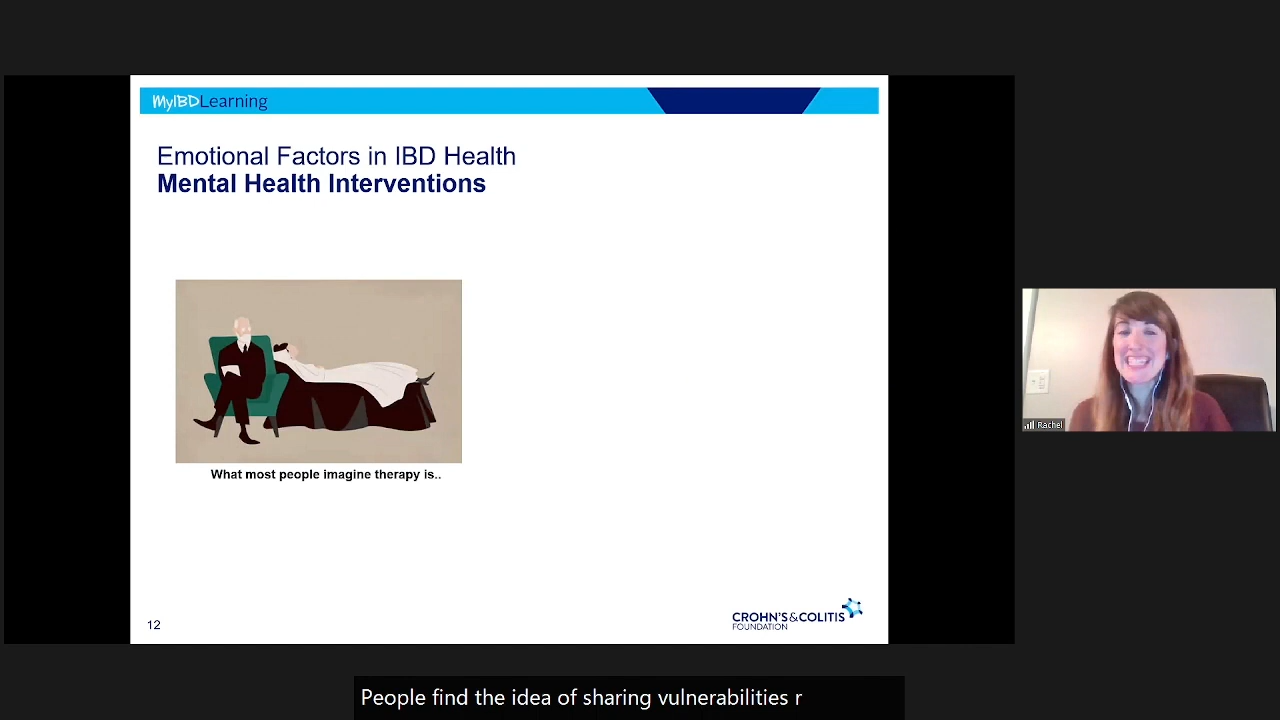 MyIBDLearning
Emotional Factors in IBD Health
Mental Health Interventions
What most people imagine therapy is..
12
CROHN'S&COLITIS
FOUNDATION
Rachel
People find the idea of sharing vulnerabilities r